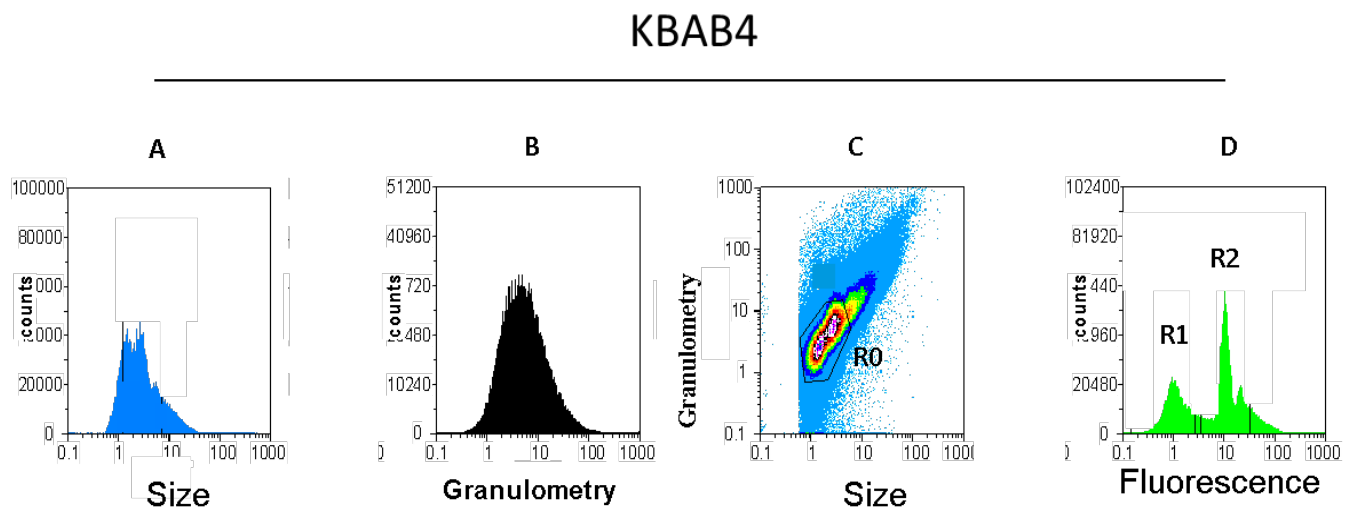 KBAB4
A
B
C
D
100000
80000
20000
0
counts
0.1 1 10 100 1000
Size
51200
40960
720
480
10240
0
counts
0.1 1 10 100 1000
Granulometry
1000
100
10
1
0.1
Granulometry
R0
0.1 1 10 100 1000
Size
102400
81920
440
960
20480
0
counts
R1
R2
0.1 1 10 100 1000
Fluorescence